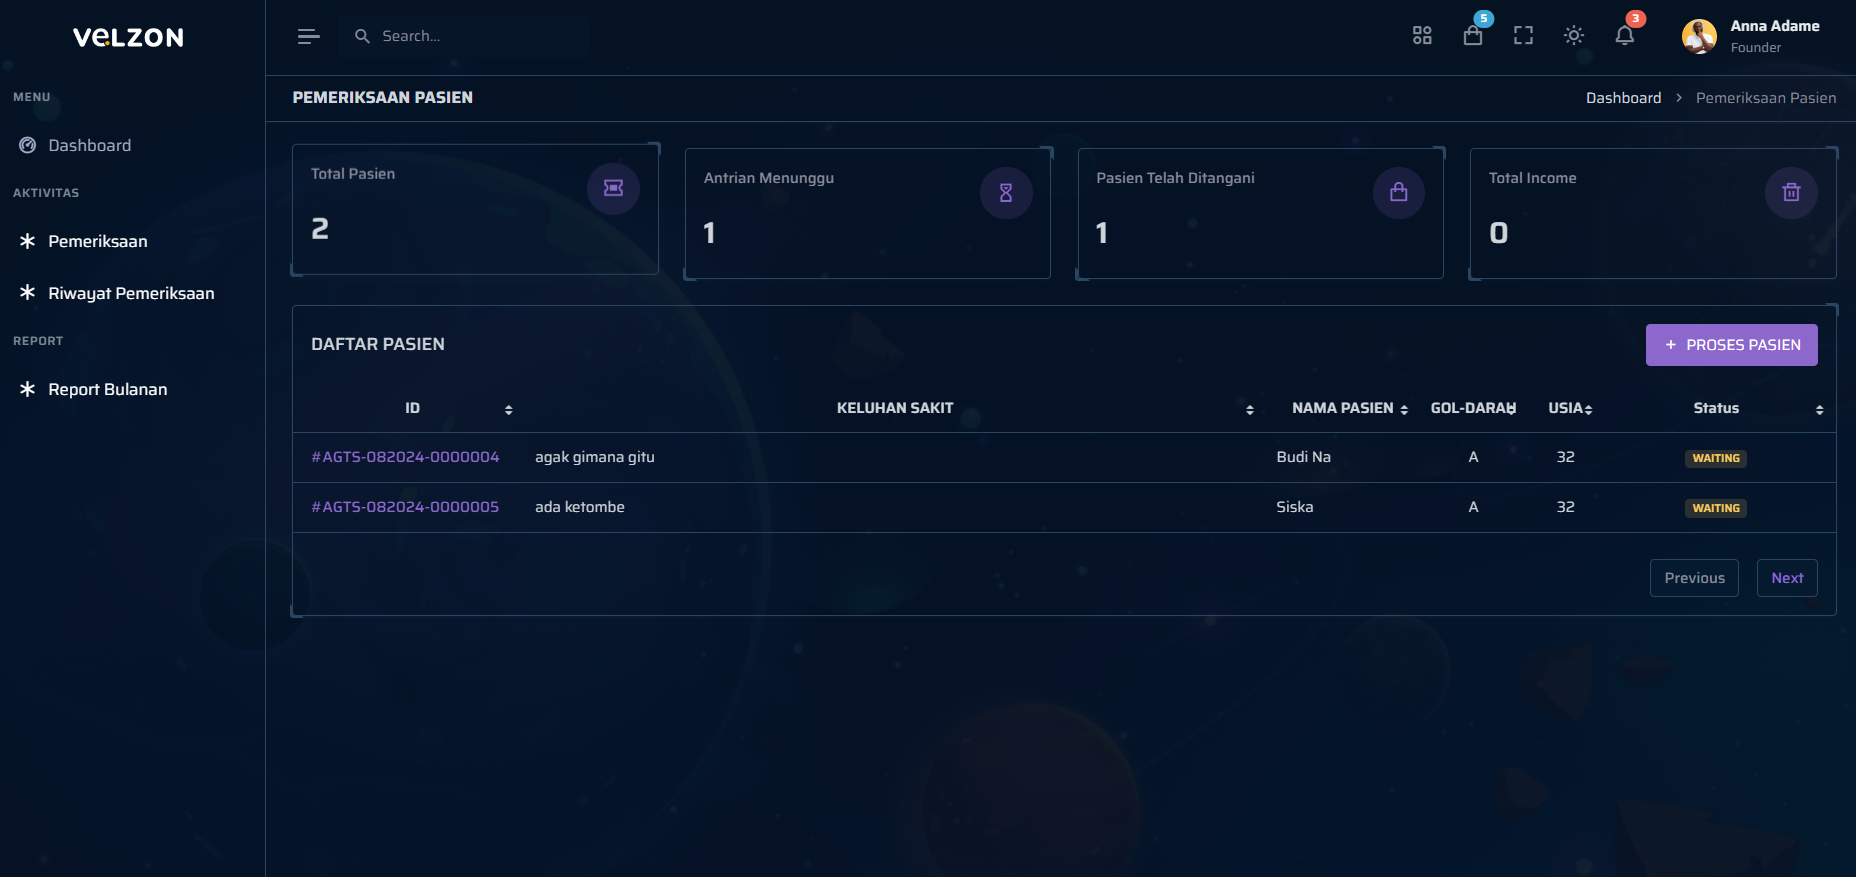 VELZON
Search...
5
3
Anna Adame
Founder
MENU
Dashboard
AKTIVITAS
Pemeriksaan
Riwayat Pemeriksaan
REPORT
Report Bulanan
PEMERIKSAAN PASIEN
Dashboard > Pemeriksaan Pasien
Total Pasien
2
Antrian Menunggu
1
Pasien Telah Ditangani
1
Total Income
0
DAFTAR PASIEN
+ PROSES PASIEN
ID KELUHAN SAKIT NAMA PASIEN GOL-DARAH USIA Status
#AGTS-082024-0000004 agak gimana gitu Budi Na A 32 WAITING
#AGTS-082024-0000005 ada ketombe Siska A 32 WAITING
Previous Next